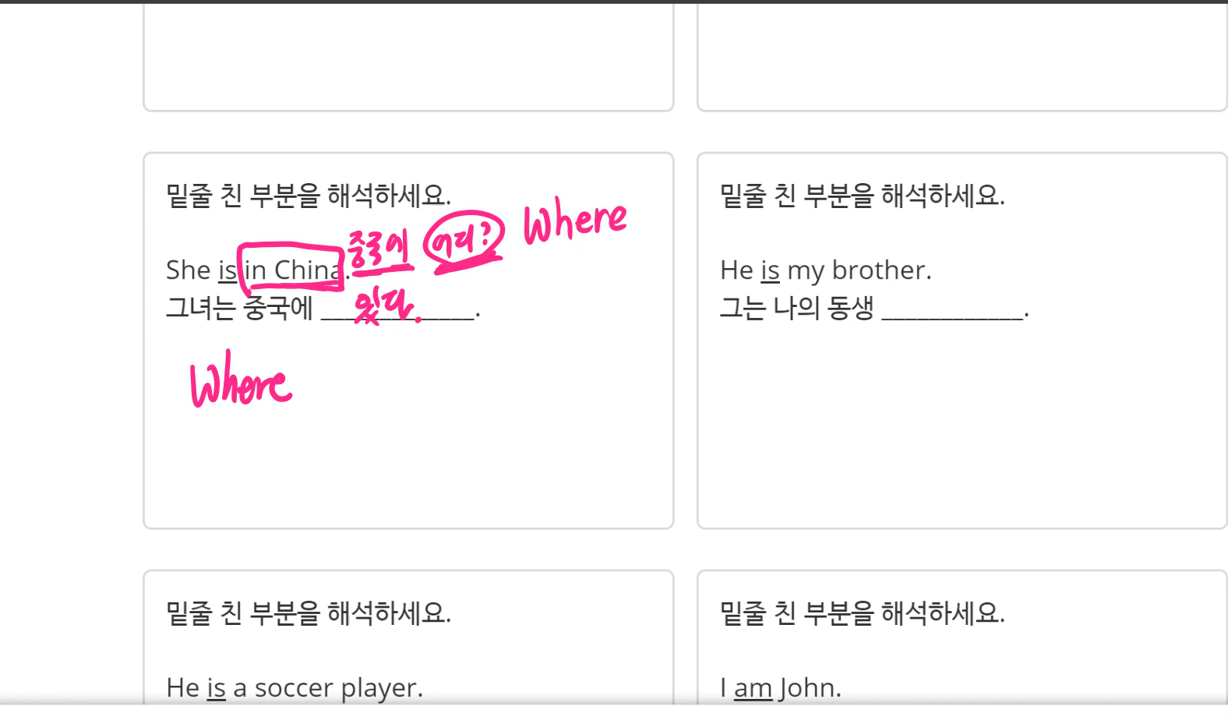 밑줄 친 부분을 해석하세요.
Where
중국에 어디?
She is in China.
있다.
그녀는 중국에 ____________.
Where
밑줄 친 부분을 해석하세요.
He is my brother.
그는 나의 동생 ___________.
밑줄 친 부분을 해석하세요.
He is a soccer player.
밑줄 친 부분을 해석하세요.
I am John.